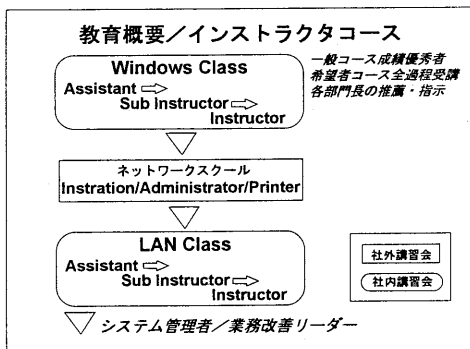 教育概要／インストラクタコース
一般コース成績優秀者
希望者コース全過程受講
各部門長の推薦・指示
Windows Class
Assistant ⇨
Sub Instructor ⇨
Instructor
ネットワークスクール
Instration/Administrator/Printer
LAN Class
Assistant ⇨
Sub Instructor ⇨
Instructor
社外講習会
社内講習会
システム管理者／業務改善リーダー